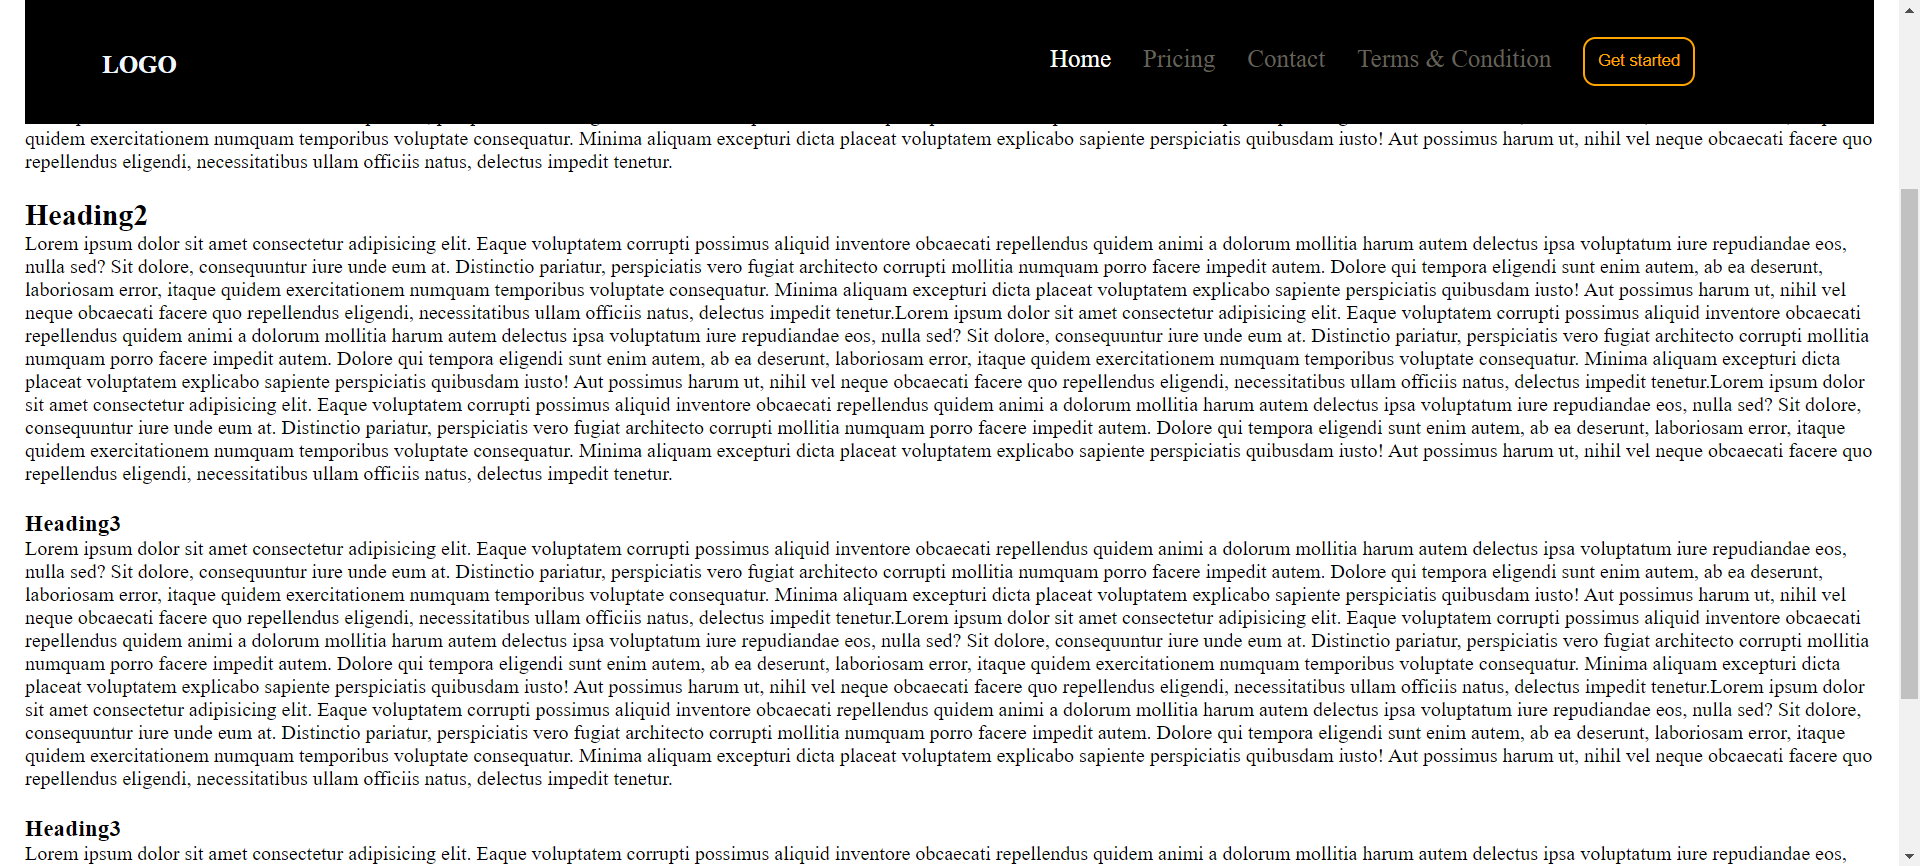 LOGO
Home Pricing Contact Terms & Condition Get started
quidem exercitationem numquam temporibus voluptate consequatur. Minima aliquam excepturi dicta placeat voluptatem explicabo sapiente perspiciatis quibusdam iusto! Aut possimus harum ut, nihil vel neque obcaecati facere quo
repellendus eligendi, necessitatibus ullam officiis natus, delectus impedit tenetur.
Heading2
Lorem ipsum dolor sit amet consectetur adipisicing elit. Eaque voluptatem corrupti possimus aliquid inventore obcaecati repellendus quidem animi a dolorum mollitia harum autem delectus ipsa voluptatum iure repudiandae eos,
nulla sed? Sit dolore, consequuntur iure unde eum at. Distinctio pariatur, perspiciatis vero fugiat architecto corrupti mollitia numquam porro facere impedit autem. Dolore qui tempora eligendi sunt enim autem, ab ea deserunt,
laboriosam error, itaque quidem exercitationem numquam temporibus voluptate consequatur. Minima aliquam excepturi dicta placeat voluptatem explicabo sapiente perspiciatis quibusdam iusto! Aut possimus harum ut, nihil vel
neque obcaecati facere quo repellendus eligendi, necessitatibus ullam officiis natus, delectus impedit tenetur.Lorem ipsum dolor sit amet consectetur adipisicing elit. Eaque voluptatem corrupti possimus aliquid inventore obcaecati
repellendus quidem animi a dolorum mollitia harum autem delectus ipsa voluptatum iure repudiandae eos, nulla sed? Sit dolore, consequuntur iure unde eum at. Distinctio pariatur, perspiciatis vero fugiat architecto corrupti mollitia
numquam porro facere impedit autem. Dolore qui tempora eligendi sunt enim autem, ab ea deserunt, laboriosam error, itaque quidem exercitationem numquam temporibus voluptate consequatur. Minima aliquam excepturi dicta
placeat voluptatem explicabo sapiente perspiciatis quibusdam iusto! Aut possimus harum ut, nihil vel neque obcaecati facere quo repellendus eligendi, necessitatibus ullam officiis natus, delectus impedit tenetur.Lorem ipsum dolor
sit amet consectetur adipisicing elit. Eaque voluptatem corrupti possimus aliquid inventore obcaecati repellendus quidem animi a dolorum mollitia harum autem delectus ipsa voluptatum iure repudiandae eos, nulla sed? Sit dolore,
consequuntur iure unde eum at. Distinctio pariatur, perspiciatis vero fugiat architecto corrupti mollitia numquam porro facere impedit autem. Dolore qui tempora eligendi sunt enim autem, ab ea deserunt, laboriosam error, itaque
quidem exercitationem numquam temporibus voluptate consequatur. Minima aliquam excepturi dicta placeat voluptatem explicabo sapiente perspiciatis quibusdam iusto! Aut possimus harum ut, nihil vel neque obcaecati facere quo
repellendus eligendi, necessitatibus ullam officiis natus, delectus impedit tenetur.
Heading3
Lorem ipsum dolor sit amet consectetur adipisicing elit. Eaque voluptatem corrupti possimus aliquid inventore obcaecati repellendus quidem animi a dolorum mollitia harum autem delectus ipsa voluptatum iure repudiandae eos,
nulla sed? Sit dolore, consequuntur iure unde eum at. Distinctio pariatur, perspiciatis vero fugiat architecto corrupti mollitia numquam porro facere impedit autem. Dolore qui tempora eligendi sunt enim autem, ab ea deserunt,
laboriosam error, itaque quidem exercitationem numquam temporibus voluptate consequatur. Minima aliquam excepturi dicta placeat voluptatem explicabo sapiente perspiciatis quibusdam iusto! Aut possimus harum ut, nihil vel
neque obcaecati facere quo repellendus eligendi, necessitatibus ullam officiis natus, delectus impedit tenetur.Lorem ipsum dolor sit amet consectetur adipisicing elit. Eaque voluptatem corrupti possimus aliquid inventore obcaecati
repellendus quidem animi a dolorum mollitia harum autem delectus ipsa voluptatum iure repudiandae eos, nulla sed? Sit dolore, consequuntur iure unde eum at. Distinctio pariatur, perspiciatis vero fugiat architecto corrupti mollitia
numquam porro facere impedit autem. Dolore qui tempora eligendi sunt enim autem, ab ea deserunt, laboriosam error, itaque quidem exercitationem numquam temporibus voluptate consequatur. Minima aliquam excepturi dicta
placeat voluptatem explicabo sapiente perspiciatis quibusdam iusto! Aut possimus harum ut, nihil vel neque obcaecati facere quo repellendus eligendi, necessitatibus ullam officiis natus, delectus impedit tenetur.Lorem ipsum dolor
sit amet consectetur adipisicing elit. Eaque voluptatem corrupti possimus aliquid inventore obcaecati repellendus quidem animi a dolorum mollitia harum autem delectus ipsa voluptatum iure repudiandae eos, nulla sed? Sit dolore,
consequuntur iure unde eum at. Distinctio pariatur, perspiciatis vero fugiat architecto corrupti mollitia numquam porro facere impedit autem. Dolore qui tempora eligendi sunt enim autem, ab ea deserunt, laboriosam error, itaque
quidem exercitationem numquam temporibus voluptate consequatur. Minima aliquam excepturi dicta placeat voluptatem explicabo sapiente perspiciatis quibusdam iusto! Aut possimus harum ut, nihil vel neque obcaecati facere quo
repellendus eligendi, necessitatibus ullam officiis natus, delectus impedit tenetur.
Heading3
Lorem ipsum dolor sit amet consectetur adipisicing elit. Eaque voluptatem corrupti possimus aliquid inventore obcaecati repellendus quidem animi a dolorum mollitia harum autem delectus ipsa voluptatum iure repudiandae eos,